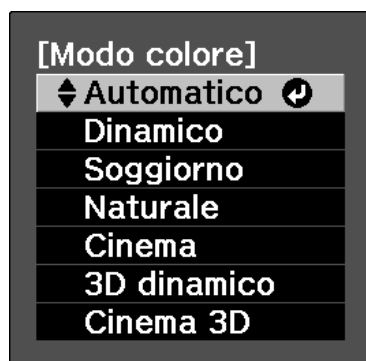 [Modo colore]
Automatico
Dinamico
Soggiorno
Naturale
Cinema
3D dinamico
Cinema 3D